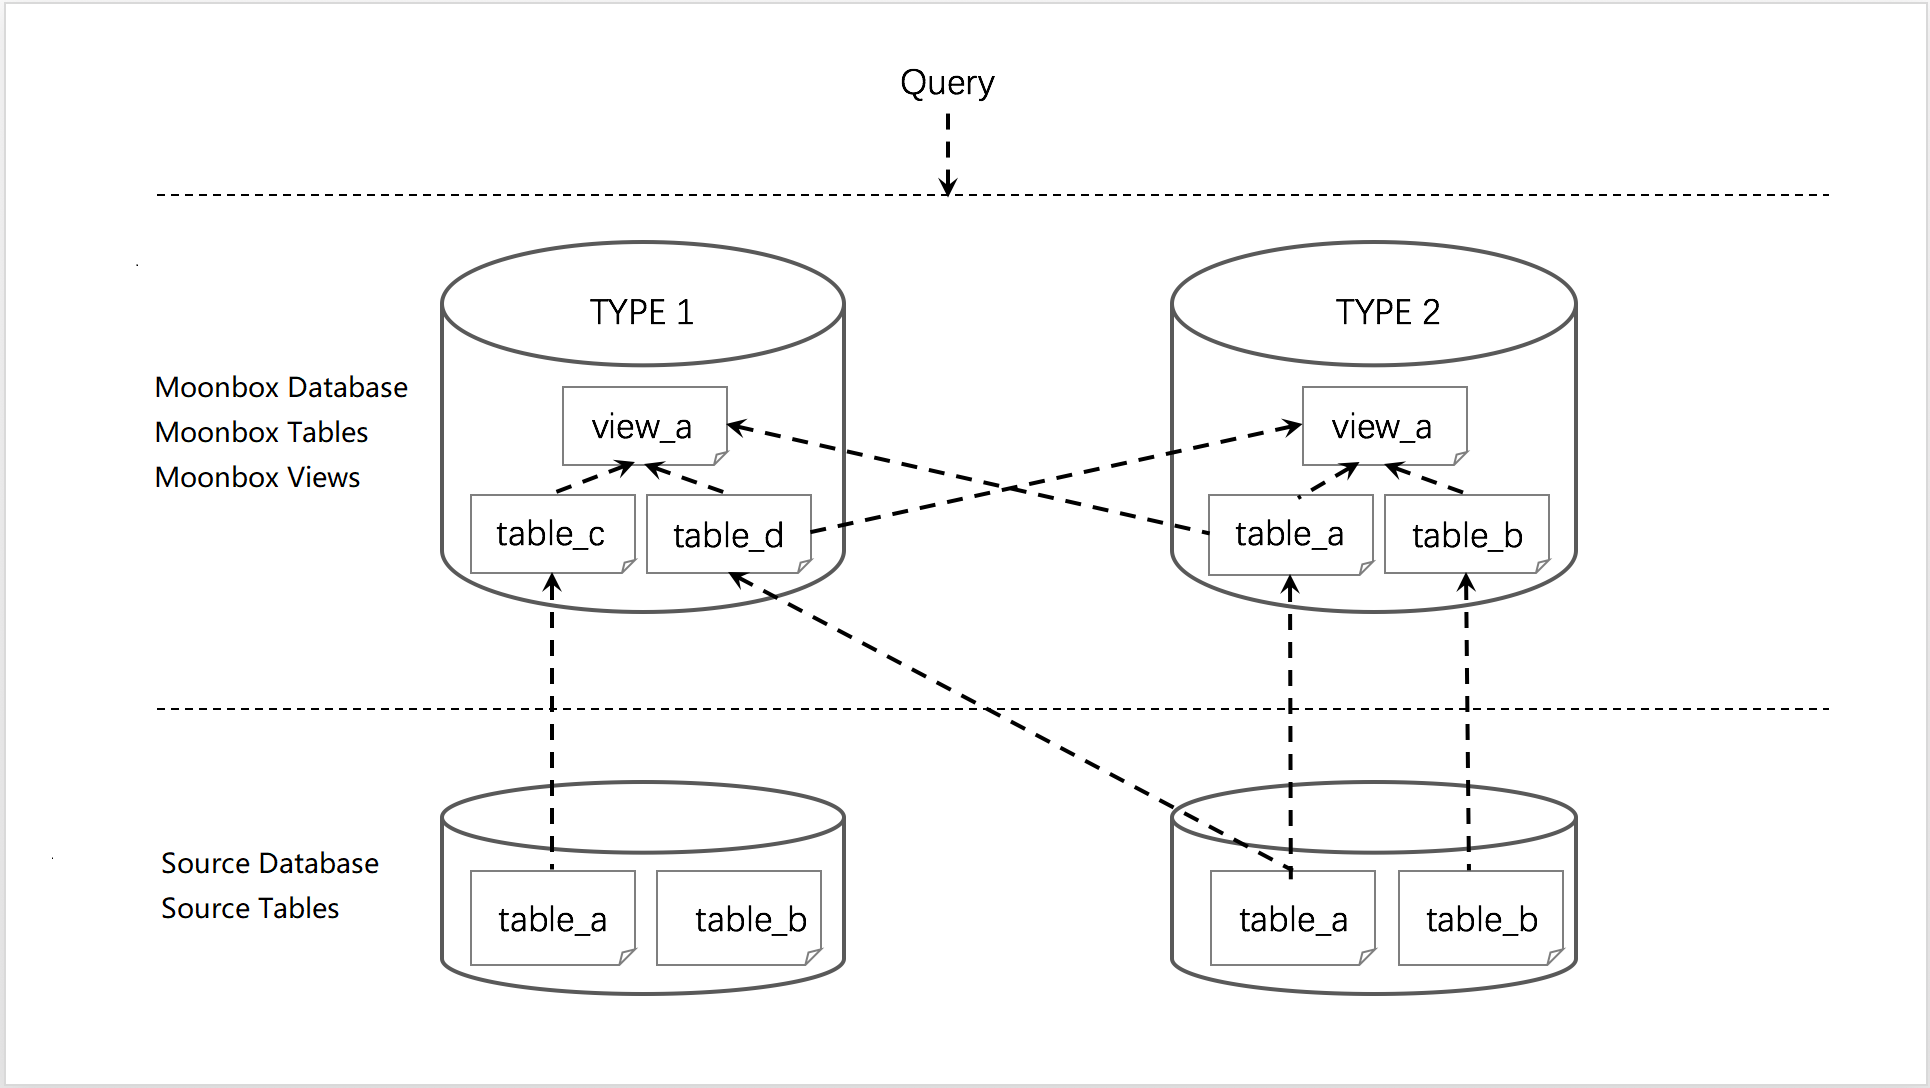 Query
TYPE 1
TYPE 2
Moonbox Database
Moonbox Tables
Moonbox Views
view_a
view_a
table_c
table_d
table_a
table_b
Source Database
Source Tables
table_a
table_b
table_a
table_b